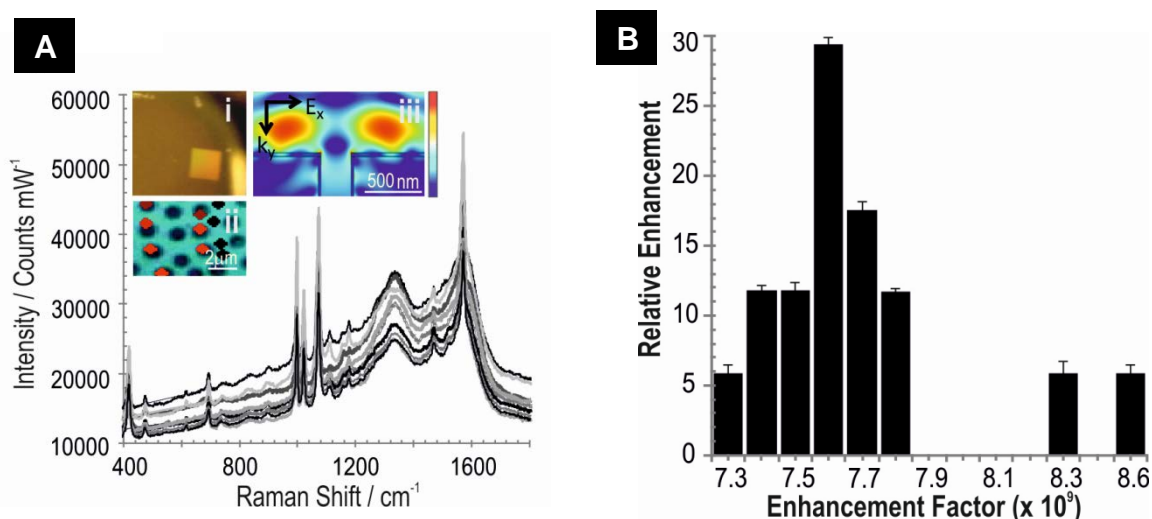 A
60000
50000
40000
30000
20000
10000
Intensity / Counts mW⁻¹
400
800
1200
1600
Raman Shift / cm⁻¹
i
ii
2μm
iii
Eₓ
kᵧ
500 nm
B
30
25
20
15
10
5
0
Relative Enhancement
7.3
7.5
7.7
7.9
8.1
8.3
8.6
Enhancement Factor (x 10⁹)